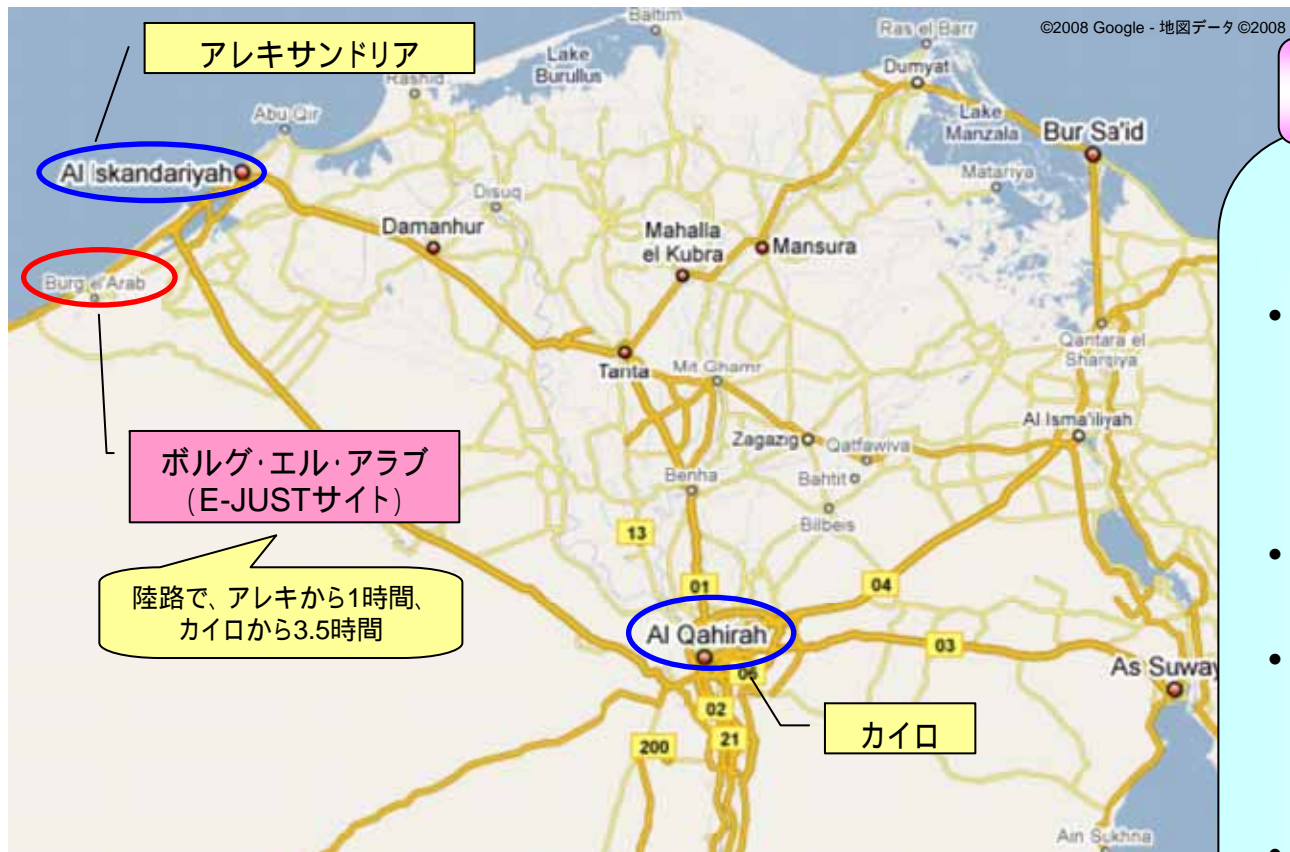 ©2008 Google - 地図データ ©2008
アレキサンドリア
Baltim
Ras el Barr
Lake
Burullus
Rashid
Dumyat
Abu Qir
Lake
Manzala
Bur Sa'id
Al Iskandariyah
Matariya
Disuq
Damanhur
Mahalla
el Kubra
Mansura
Burg el'Arab
Qantara el
Sharqiya
Tanta
Mit Ghamr
Al Isma'iliyah
ボルグ・エル・アラブ
(E-JUSTサイト)
Zagazig
Qatfawiva
Benha
Bahtit
Bilbeis
13
陸路で、アレキから1時間、
カイロから3.5時間
01
04
Al Qahirah
03
06
As Suway
02
カイロ
200
21
Ain Sukhna